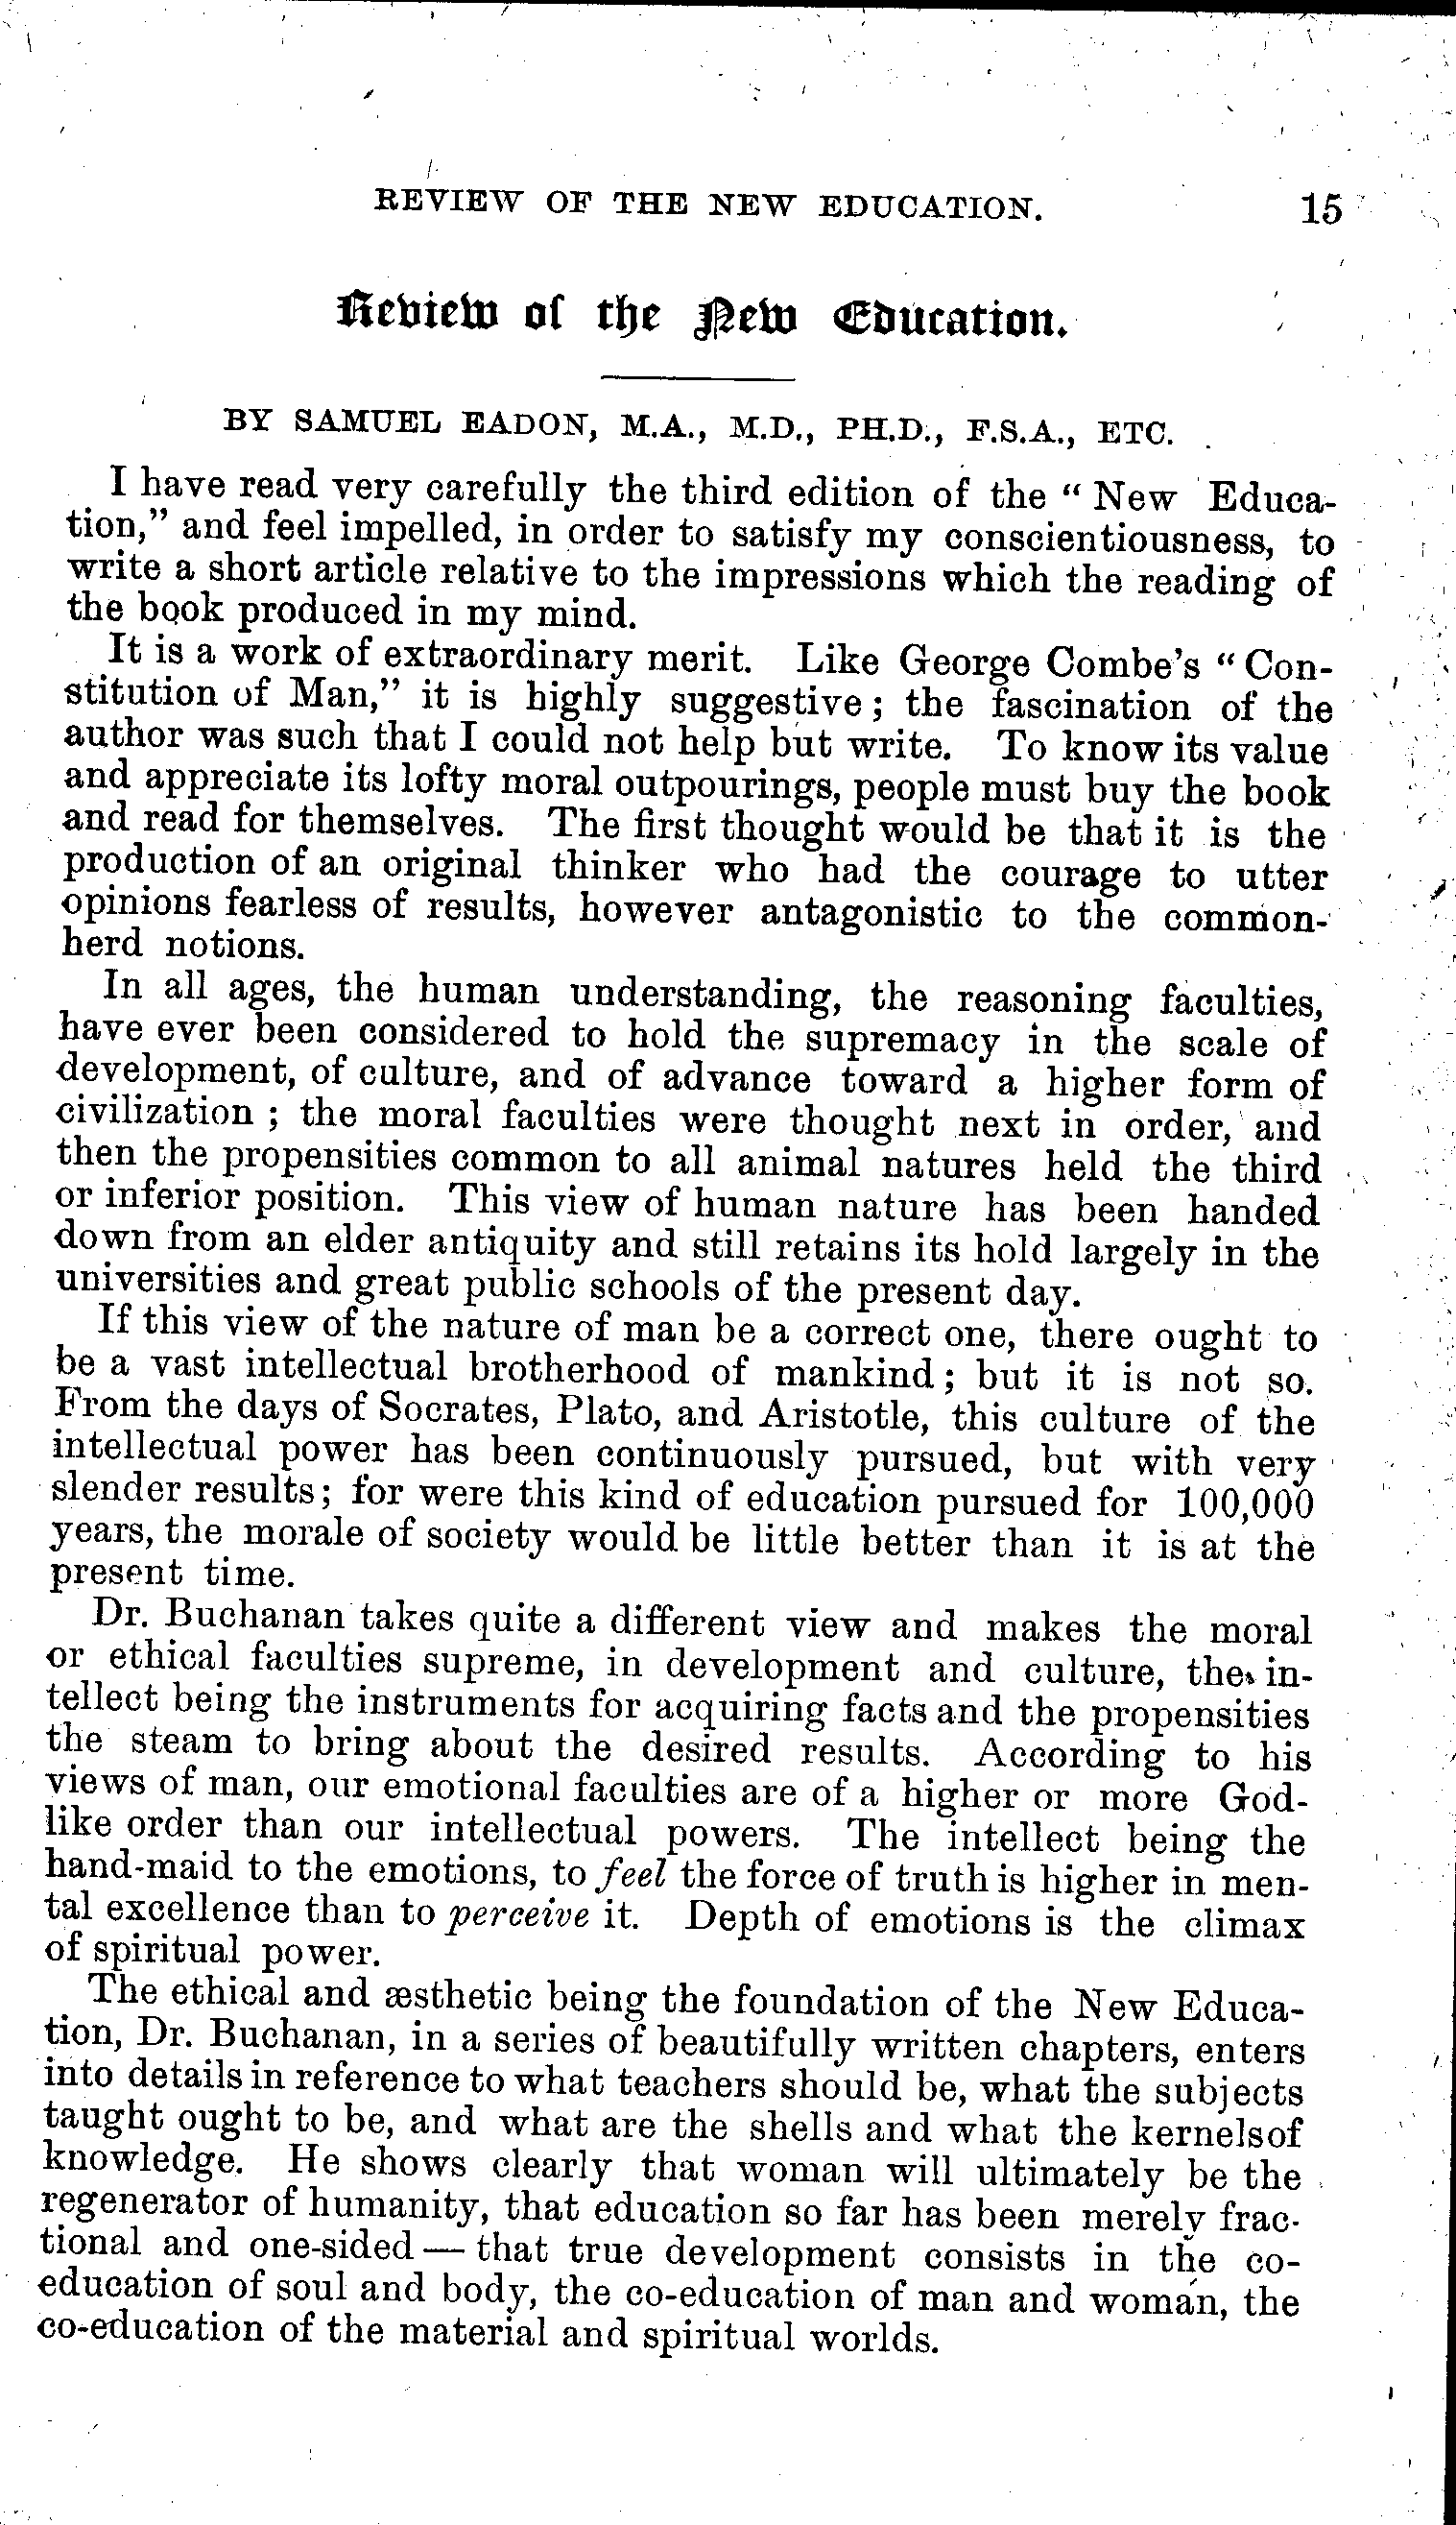 REVIEW OF THE NEW EDUCATION. 15
Review of the New Education.
BY SAMUEL EADON, M.A., M.D., PH.D., F.S.A., ETC.
I have read very carefully the third edition of the “ New Educa-
tion,” and feel impelled, in order to satisfy my conscientiousness, to
write a short article relative to the impressions which the reading of
the book produced in my mind.
It is a work of extraordinary merit. Like George Combe’s “ Con-
stitution of Man,” it is highly suggestive; the fascination of the
author was such that I could not help but write. To know its value
and appreciate its lofty moral outpourings, people must buy the book
and read for themselves. The first thought would be that it is the
production of an original thinker who had the courage to utter
opinions fearless of results, however antagonistic to the common-
herd notions.
In all ages, the human understanding, the reasoning faculties,
have ever been considered to hold the supremacy in the scale of
development, of culture, and of advance toward a higher form of
civilization ; the moral faculties were thought next in order, and
then the propensities common to all animal natures held the third
or inferior position. This view of human nature has been handed
down from an elder antiquity and still retains its hold largely in the
universities and great public schools of the present day.
If this view of the nature of man be a correct one, there ought to
be a vast intellectual brotherhood of mankind; but it is not so.
From the days of Socrates, Plato, and Aristotle, this culture of the
intellectual power has been continuously pursued, but with very
slender results; for were this kind of education pursued for 100,000
years, the morale of society would be little better than it is at the
present time.
Dr. Buchanan takes quite a different view and makes the moral
or ethical faculties supreme, in development and culture, the in-
tellect being the instruments for acquiring facts and the propensities
the steam to bring about the desired results. According to his
views of man, our emotional faculties are of a higher or more God-
like order than our intellectual powers. The intellect being the
hand-maid to the emotions, to feel the force of truth is higher in men-
tal excellence than to perceive it. Depth of emotions is the climax
of spiritual power.
The ethical and æsthetic being the foundation of the New Educa-
tion, Dr. Buchanan, in a series of beautifully written chapters, enters
into details in reference to what teachers should be, what the subjects
taught ought to be, and what are the shells and what the kernelsof
knowledge. He shows clearly that woman will ultimately be the
regenerator of humanity, that education so far has been merely frac-
tional and one-sided — that true development consists in the co-
education of soul and body, the co-education of man and woman, the
co-education of the material and spiritual worlds.